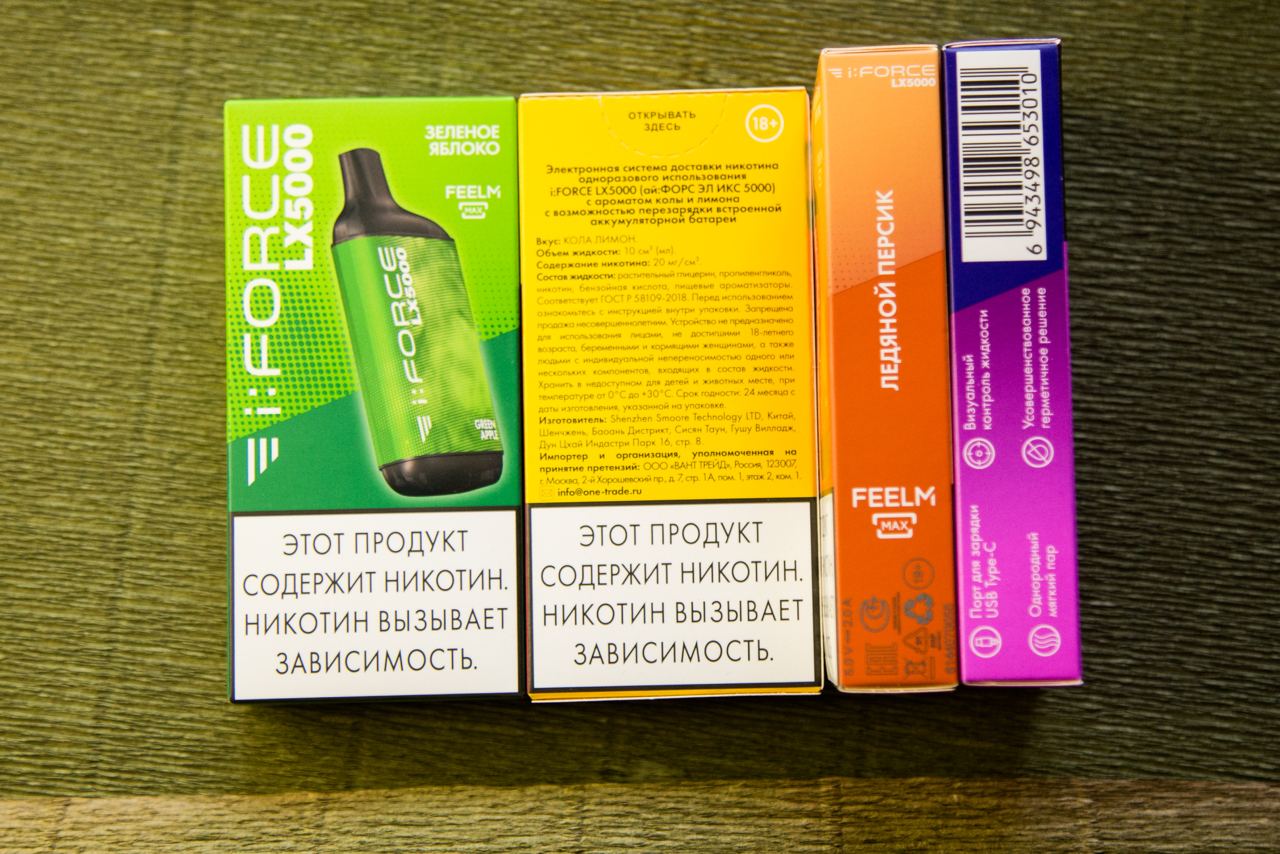 i:FORCE
LX5000
ЗЕЛЕНОЕ
ЯБЛОКО
FEELM
MAX
i:FORCE
LX5000
GREEN
APPLE
ЭТОТ ПРОДУКТ
СОДЕРЖИТ НИКОТИН.
НИКОТИН ВЫЗЫВАЕТ
ЗАВИСИМОСТЬ.
ОТКРЫВАТЬ
ЗДЕСЬ
18+
Электронная система доставки никотина
одноразового использования
i:FORCE LX5000 (ай:ФОРС ЭЛ ИКС 5000)
с ароматом колы и лимона
с возможностью перезарядки встроенной
аккумуляторной батареи
Вкус: КОЛА ЛИМОН.
Объем жидкости: 10 см³ (мл).
Содержание никотина: 20 мг/см³.
Состав жидкости: растительный глицерин, пропиленгликоль,
никотин, бензойная кислота, пищевые ароматизаторы.
Соответствует ГОСТ Р 58109-2018. Перед использованием
ознакомьтесь с инструкцией внутри упаковки. Запрещена
продажа несовершеннолетним. Устройство не предназначено
для использования лицами, не достигшими 18-летнего
возраста, беременными и кормящими женщинами, а также
людьми с индивидуальной непереносимостью одного или
нескольких компонентов, входящих в состав жидкости.
Хранить в недоступном для детей и животных месте, при
температуре от 0°C до +30°C. Срок годности: 24 месяца с
даты изготовления, указанной на упаковке.
Изготовитель: Shenzhen Smoore Technology LTD, Китай,
Шенчжень, Баоань Дистрикт, Сисян Таун, Гушу Вилладж,
Дун Цхай Индастри Парк 16, стр. 8.
Импортер и организация, уполномоченная на
принятие претензий: ООО «ВАНТ ТРЕЙД», Россия, 123007,
г. Москва, 2-й Хорошевский пр., д. 7, стр. 1А, пом. 1, этаж 2, ком. 1.
info@one-trade.ru
ЭТОТ ПРОДУКТ
СОДЕРЖИТ НИКОТИН.
НИКОТИН ВЫЗЫВАЕТ
ЗАВИСИМОСТЬ.
i:FORCE
LX5000
ЛЕДЯНОЙ ПЕРСИК
FEELM
MAX
5.0 V 2.0 A
EAC
18+
6 943498 653010
Визуальный
контроль жидкости
Усовершенствованное
герметичное решение
Порт для зарядки
USB Type-C
Однородный
мягкий пар